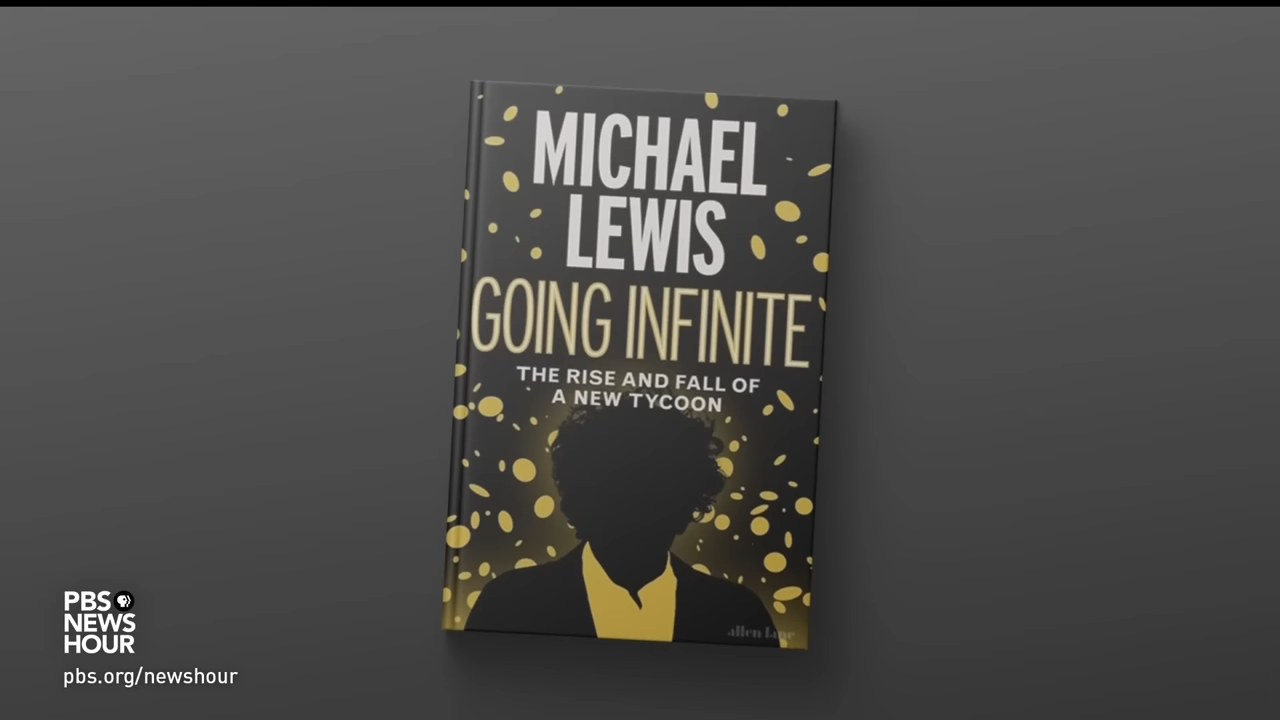 MICHAEL
LEWIS
GOING INFINITE
THE RISE AND FALL OF
A NEW TYCOON
allen lane
PBS
NEWS
HOUR
pbs.org/newshour